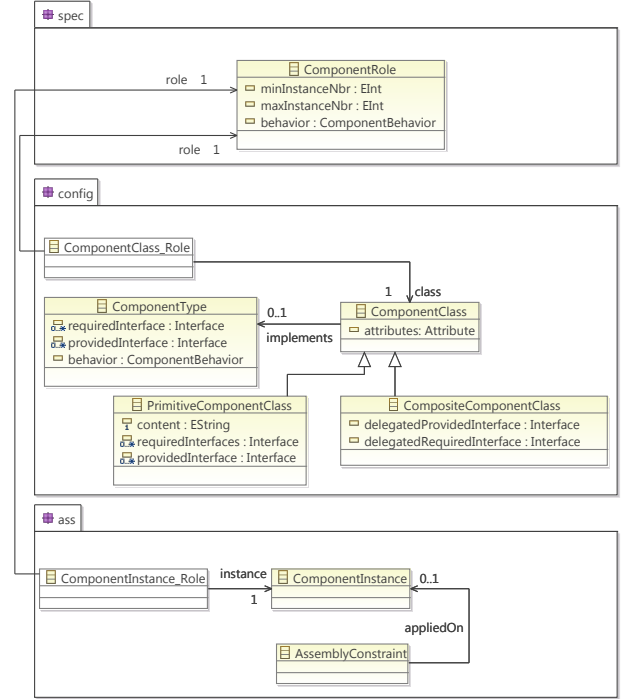 spec
role 1
ComponentRole
minInstanceNbr : EInt
maxInstanceNbr : EInt
behavior : ComponentBehavior
role 1
config
ComponentClass_Role
1 class
ComponentType
requiredInterface : Interface
providedInterface : Interface
behavior : ComponentBehavior
0..1
implements
ComponentClass
attributes: Attribute
PrimitiveComponentClass
content : EString
requiredInterfaces : Interface
providedInterface : Interface
CompositeComponentClass
delegatedProvidedInterface : Interface
delegatedRequiredInterface : Interface
ass
ComponentInstance_Role
instance
1
ComponentInstance
0..1
appliedOn
AssemblyConstraint